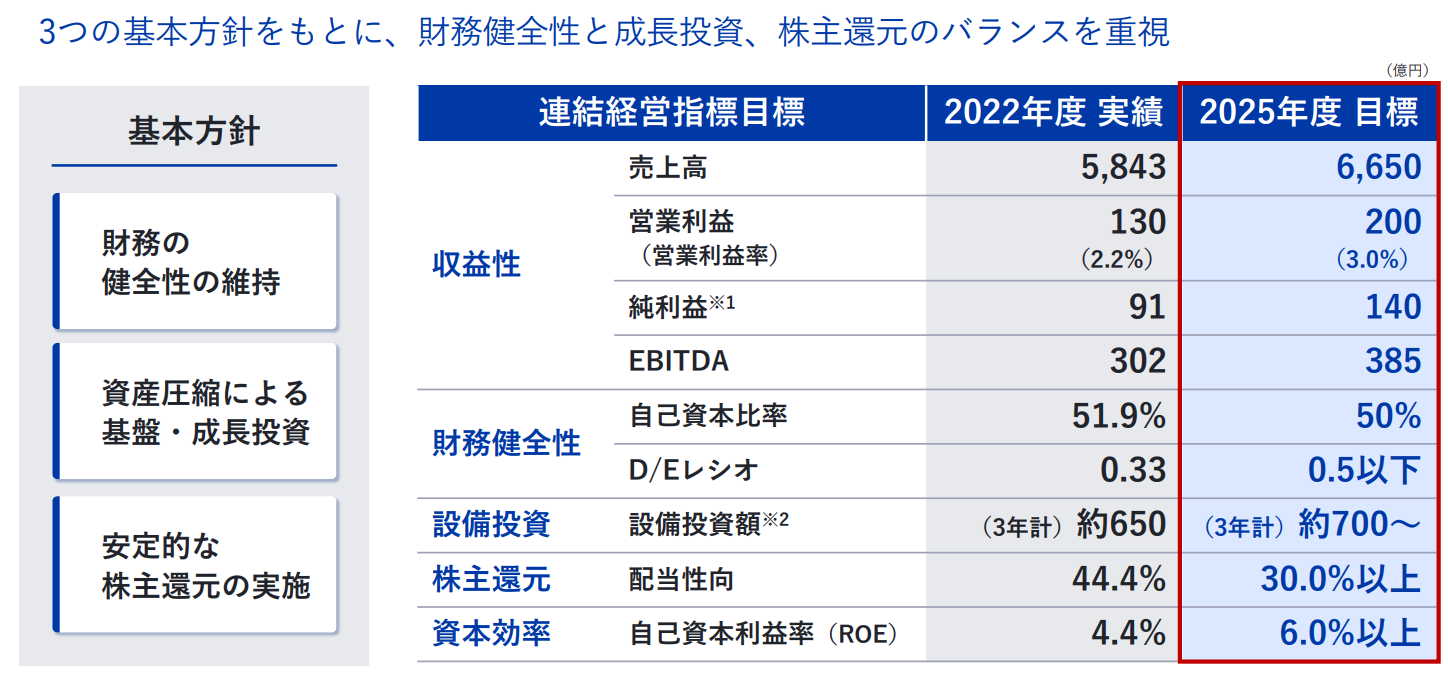 3つの基本方針をもとに、財務健全性と成長投資、株主還元のバランスを重視
（億円）
基本方針
財務の
健全性の維持
資産圧縮による
基盤・成長投資
安定的な
株主還元の実施
連結経営指標目標 2022年度 実績 2025年度 目標
収益性
売上高 5,843 6,650
営業利益 130 200
（営業利益率） （2.2%） （3.0%）
純利益※1 91 140
EBITDA 302 385
財務健全性
自己資本比率 51.9% 50%
D/Eレシオ 0.33 0.5以下
設備投資 設備投資額※2 （3年計）約650 （3年計）約700～
株主還元 配当性向 44.4% 30.0%以上
資本効率 自己資本利益率（ROE） 4.4% 6.0%以上